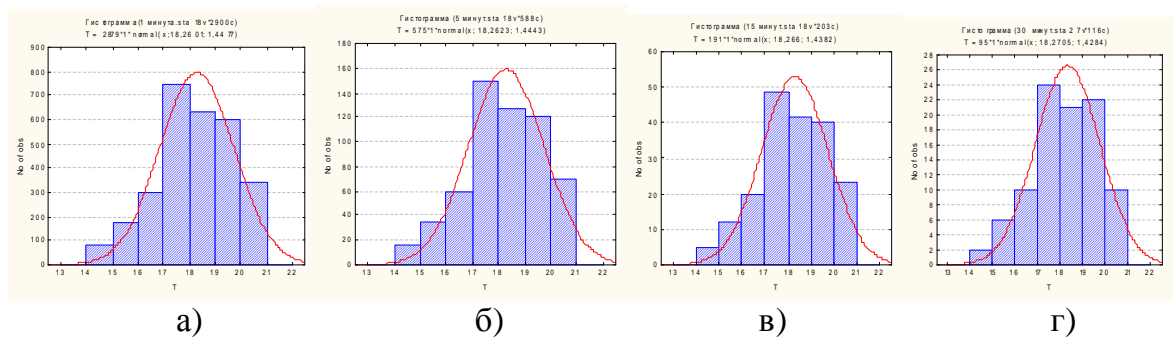 Гистограмма (1 минута.sta 18v*2900c)
T = 2879*1*normal(x; 18,2601; 1,4477)
No of obs
900
800
700
600
500
400
300
200
100
0
13 14 15 16 17 18 19 20 21 22
T
а)
Гистограмма (5 минут.sta 18v*588c)
T = 575*1*normal(x; 18,2623; 1,4443)
No of obs
180
160
140
120
100
80
60
40
20
0
13 14 15 16 17 18 19 20 21 22
T
б)
Гистограмма (15 минут.sta 18v*203c)
T = 191*1*normal(x; 18,266; 1,4382)
No of obs
60
50
40
30
20
10
0
13 14 15 16 17 18 19 20 21 22
T
в)
Гистограмма (30 минут.sta 27v*116c)
T = 95*1*normal(x; 18,2705; 1,4284)
No of obs
28
26
24
22
20
18
16
14
12
10
8
6
4
2
0
13 14 15 16 17 18 19 20 21 22
T
г)